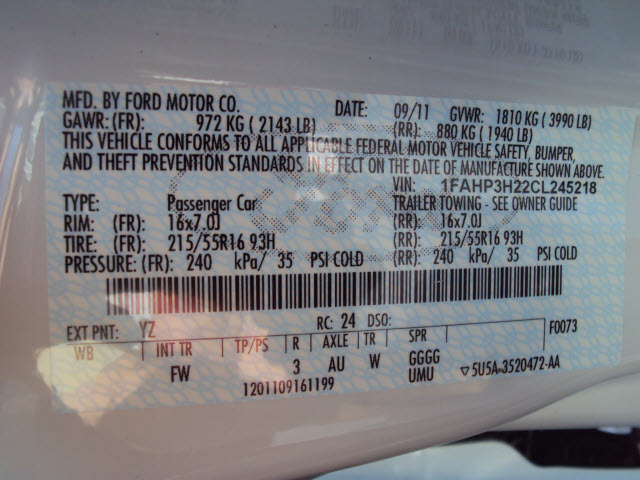 MFD. BY FORD MOTOR CO. DATE: 09/11 GVWR: 1810 KG ( 3990 LB)
GAWR: (FR): 972 KG ( 2143 LB) (RR): 880 KG ( 1940 LB)
THIS VEHICLE CONFORMS TO ALL APPLICABLE FEDERAL MOTOR VEHICLE SAFETY, BUMPER,
AND THEFT PREVENTION STANDARDS IN EFFECT ON THE DATE OF MANUFACTURE SHOWN ABOVE.
VIN: 1FAHP3H22CL245218
TYPE: Passenger Car TRAILER TOWING - SEE OWNER GUIDE
RIM: (FR): 16x7.0J (RR): 16x7.0J
TIRE: (FR): 215/55R16 93H (RR): 215/55R16 93H
PRESSURE: (FR): 240 kPa/ 35 PSI COLD (RR): 240 kPa/ 35 PSI COLD
EXT PNT: YZ RC: 24 DSO: F0073
WB INT TR TP/PS R AXLE TR SPR
FW 3 AU W GGGG
UMU
1201109161199
▽5U5A-3520472-AA